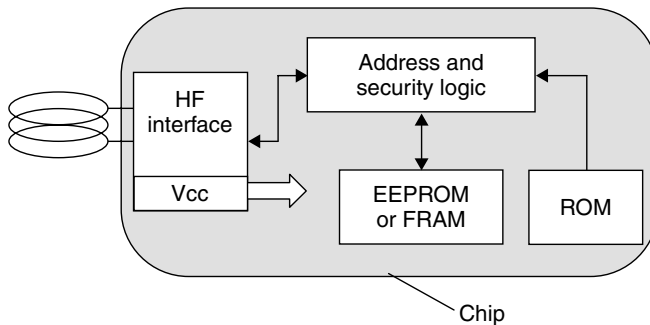 Address and
security logic
HF
interface
Vcc
EEPROM
or FRAM
ROM
Chip